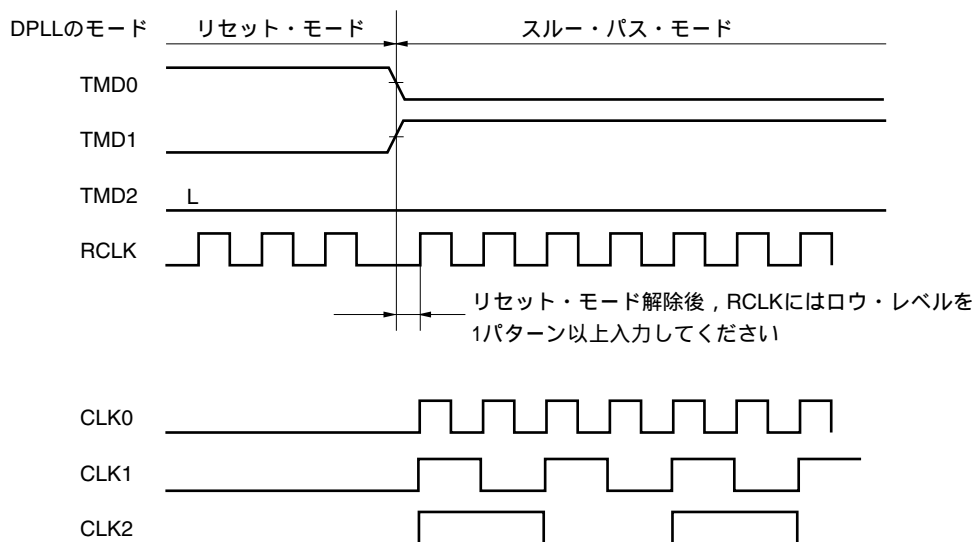 DPLLのモード リセット・モード スルー・パス・モード
TMD0
TMD1
TMD2 L
RCLK
リセット・モード解除後，RCLKにはロウ・レベルを
1パターン以上入力してください
CLK0
CLK1
CLK2